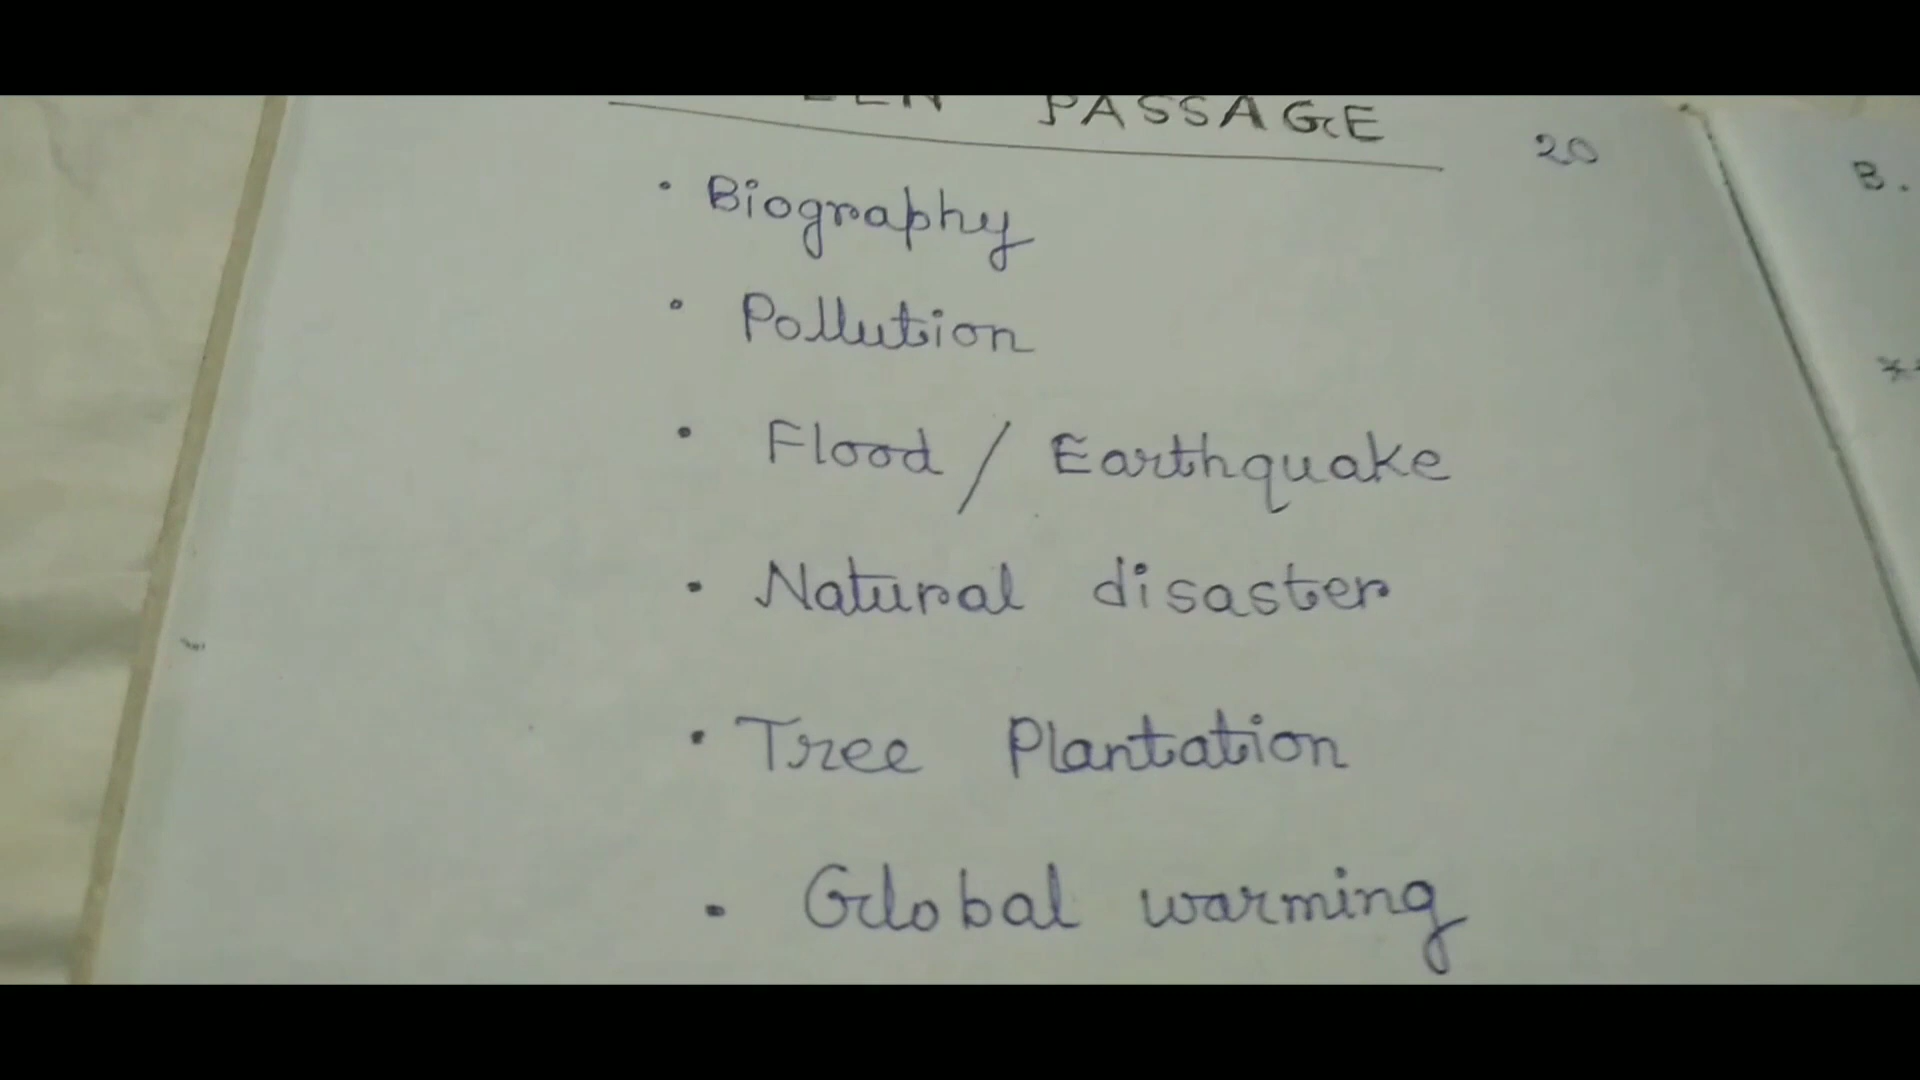 PASSAGE
20
• Biography
• Pollution
• Flood / Earthquake
• Natural disaster
• Tree Plantation
• Global warming
B.